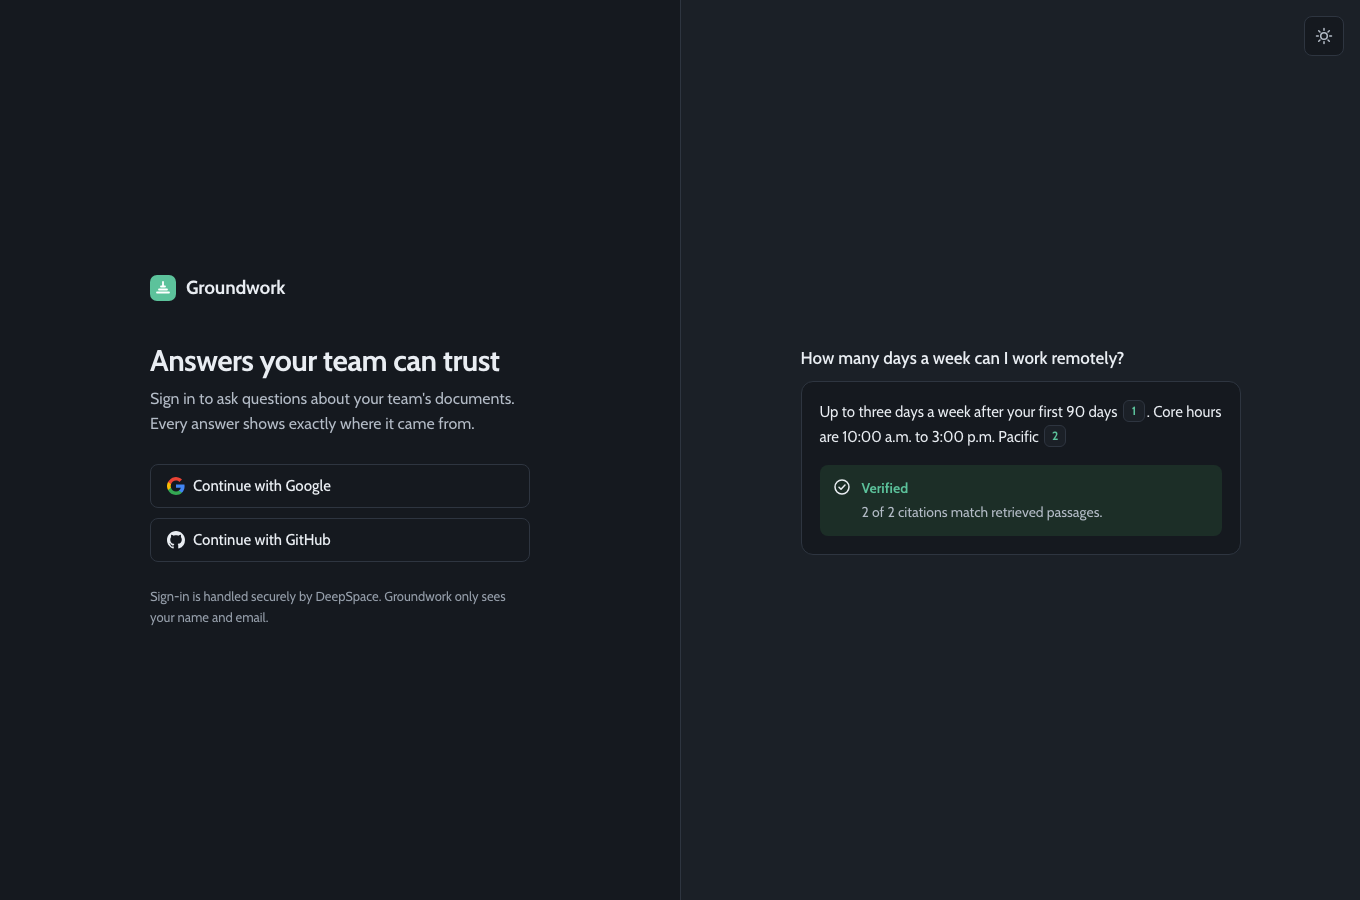 Groundwork
Answers your team can trust
Sign in to ask questions about your team's documents.
Every answer shows exactly where it came from.
Continue with Google
Continue with GitHub
Sign-in is handled securely by DeepSpace. Groundwork only sees
your name and email.
How many days a week can I work remotely?
Up to three days a week after your first 90 days 1 . Core hours
are 10:00 a.m. to 3:00 p.m. Pacific 2
Verified
2 of 2 citations match retrieved passages.